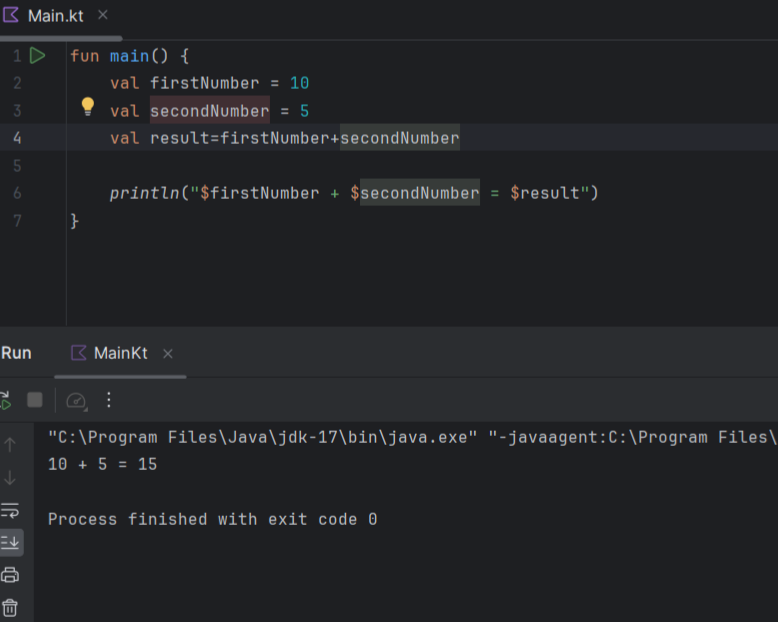 Main.kt
1 fun main() {
2 val firstNumber = 10
3 val secondNumber = 5
4 val result=firstNumber+secondNumber
5
6 println("$firstNumber + $secondNumber = $result")
7 }
Run MainKt
"C:\Program Files\Java\jdk-17\bin\java.exe" "-javaagent:C:\Program Files\
10 + 5 = 15
Process finished with exit code 0